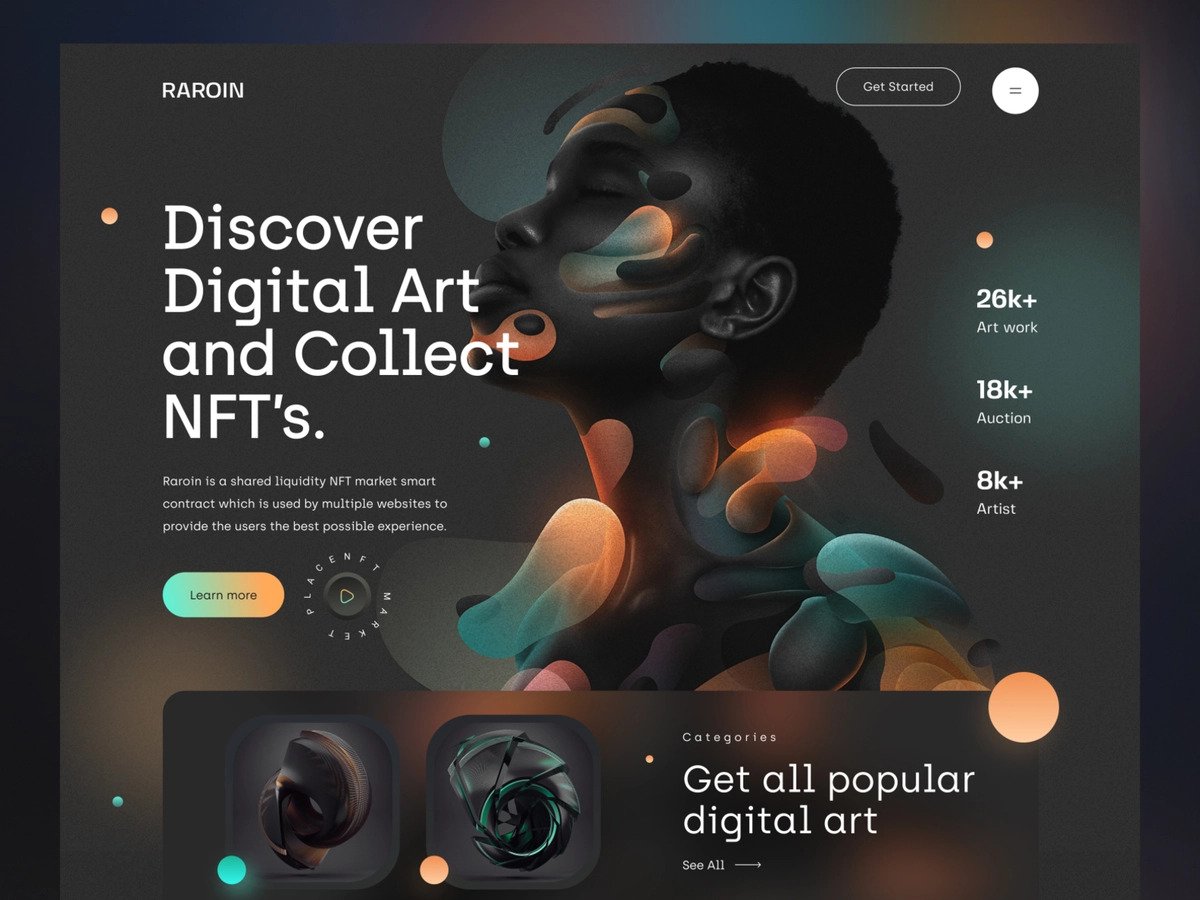 RAROIN
Get Started
Discover
Digital Art
and Collect
NFT's.
Raroin is a shared liquidity NFT market smart
contract which is used by multiple websites to
provide the users the best possible experience.
Learn more
NFT MARKET PLACE
26k+
Art work
18k+
Auction
8k+
Artist
Categories
Get all popular
digital art
See All